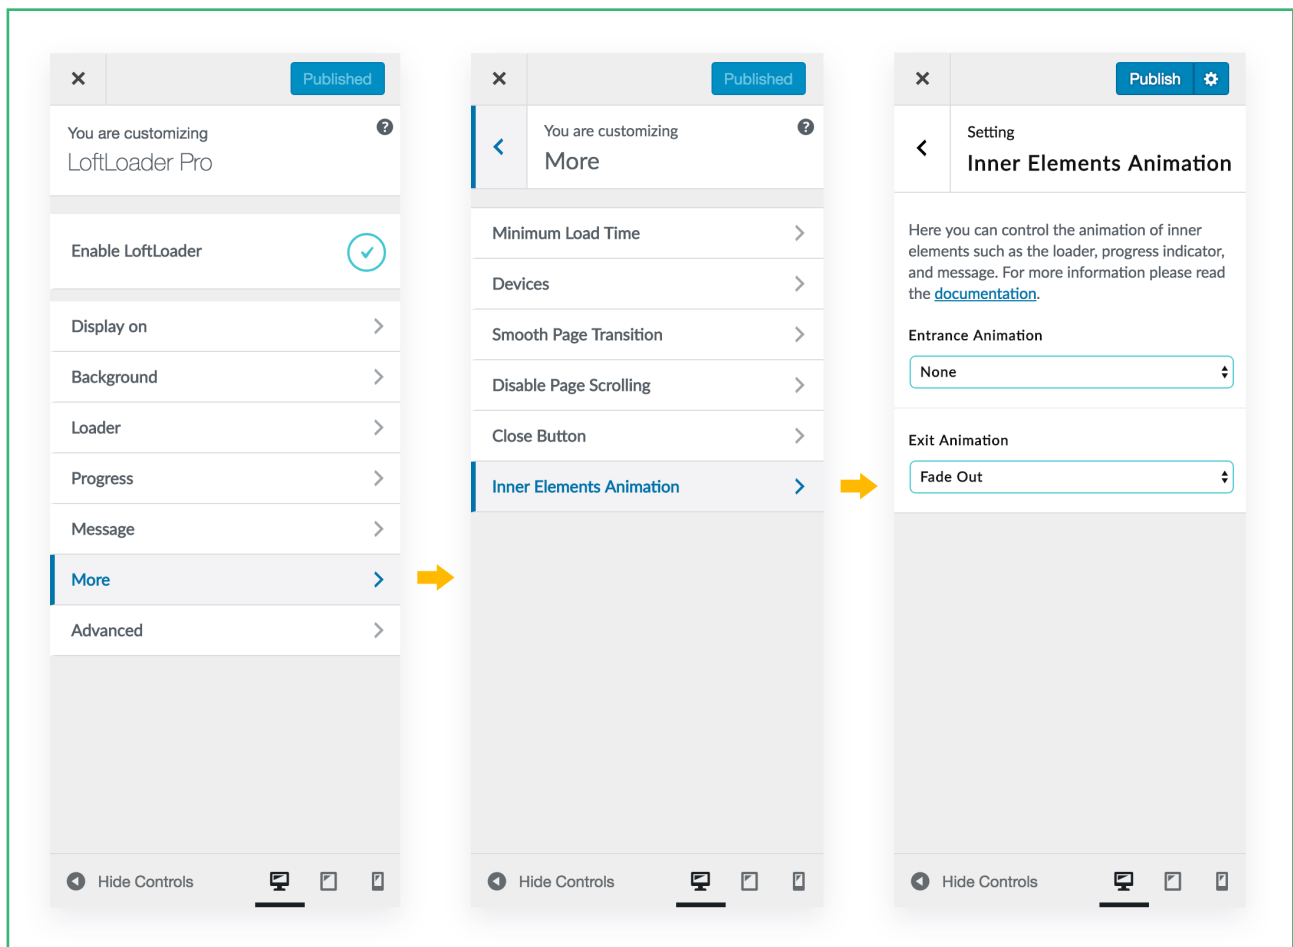 Published
You are customizing
LoftLoader Pro
Enable LoftLoader
Display on
Background
Loader
Progress
Message
More
Advanced
Hide Controls
Published
You are customizing
More
Minimum Load Time
Devices
Smooth Page Transition
Disable Page Scrolling
Close Button
Inner Elements Animation
Hide Controls
Publish
Setting
Inner Elements Animation
Here you can control the animation of inner
elements such as the loader, progress indicator,
and message. For more information please read
the documentation.
Entrance Animation
None
Exit Animation
Fade Out
Hide Controls